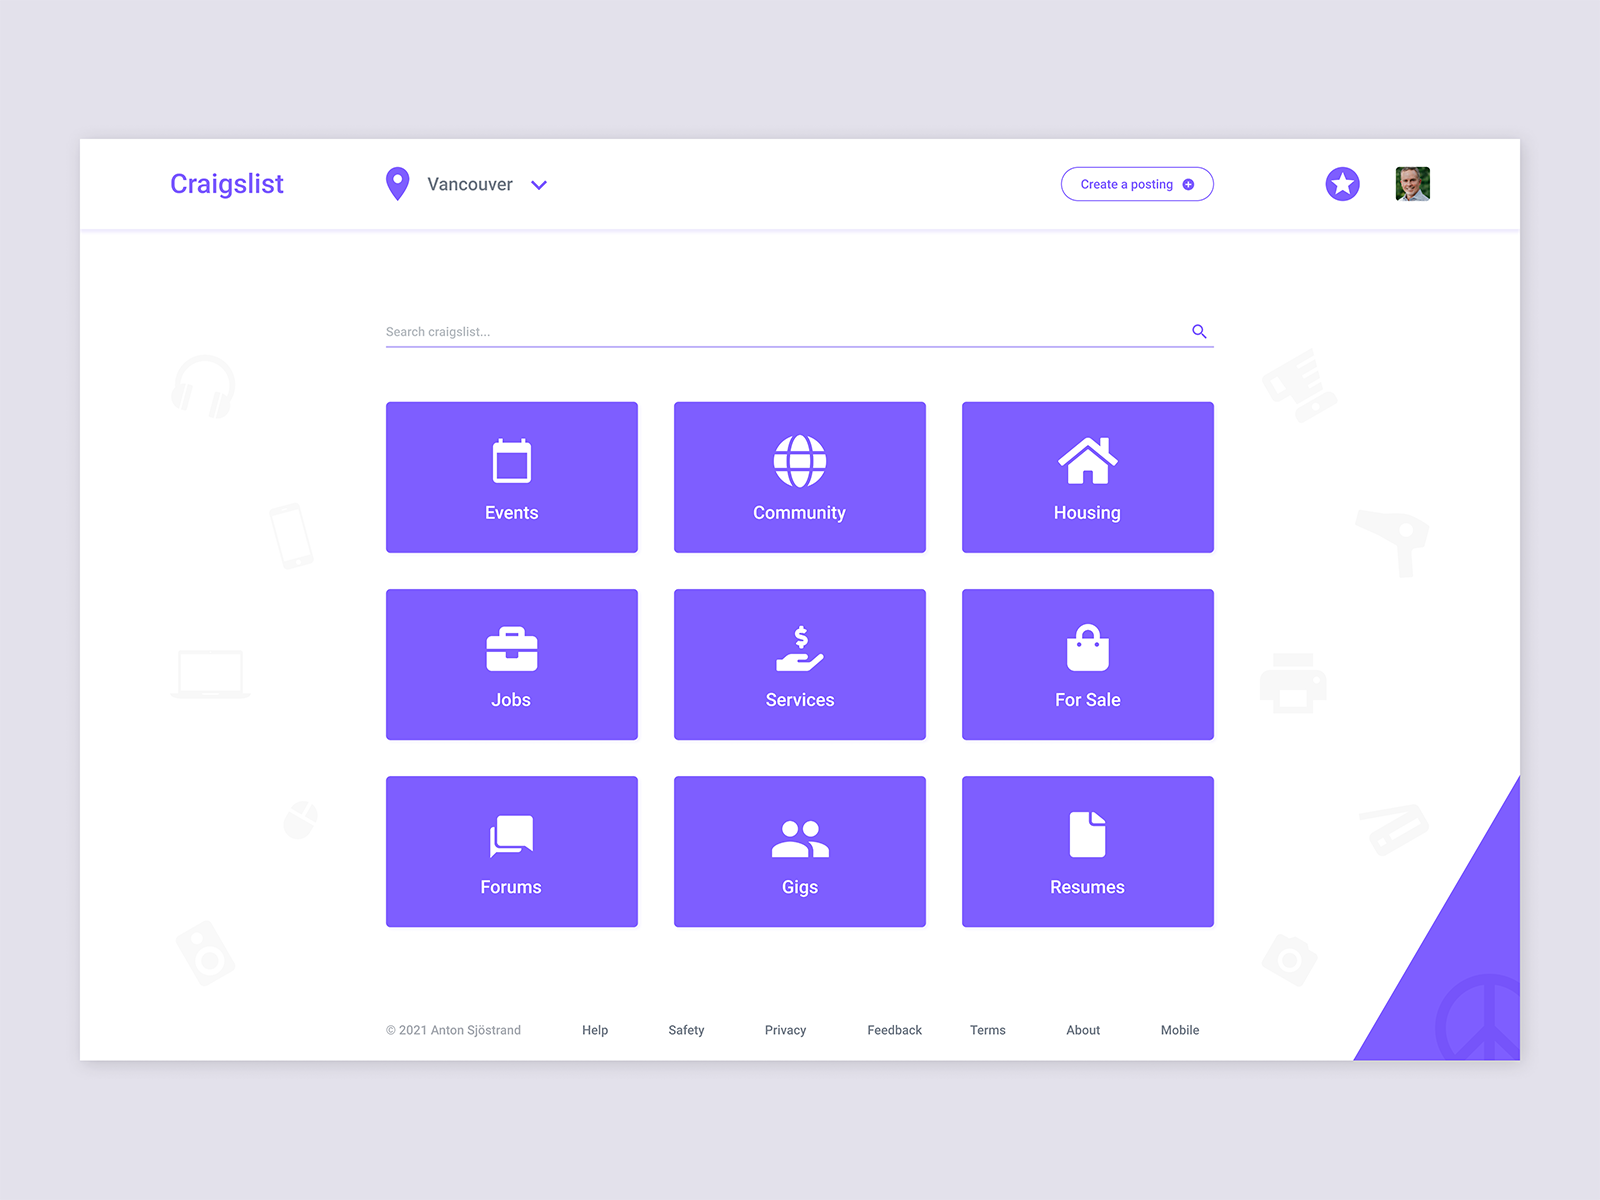 Craigslist
Vancouver
Create a posting
Search craigslist...
Events
Community
Housing
Jobs
Services
For Sale
Forums
Gigs
Resumes
© 2021 Anton Sjöstrand
Help
Safety
Privacy
Feedback
Terms
About
Mobile